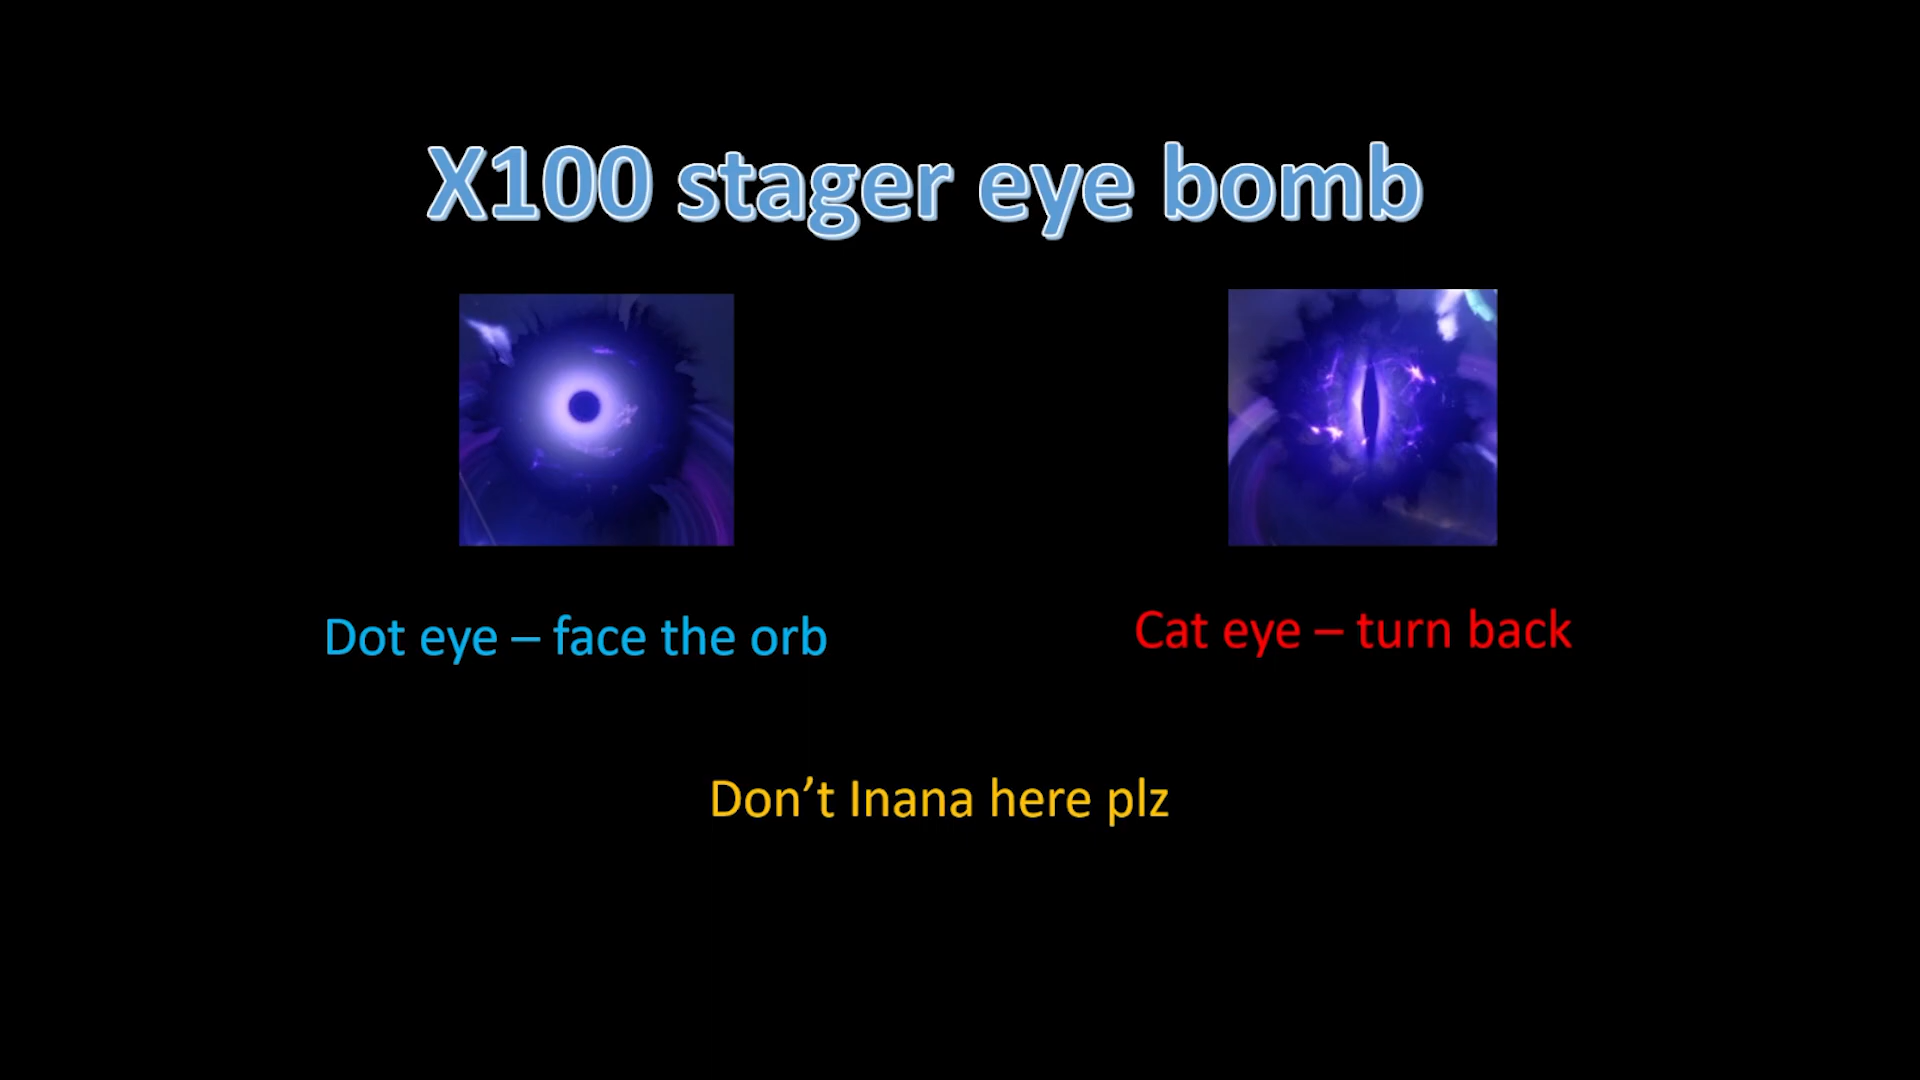 X100 stager eye bomb
Dot eye – face the orb
Cat eye – turn back
Don’t Inana here plz